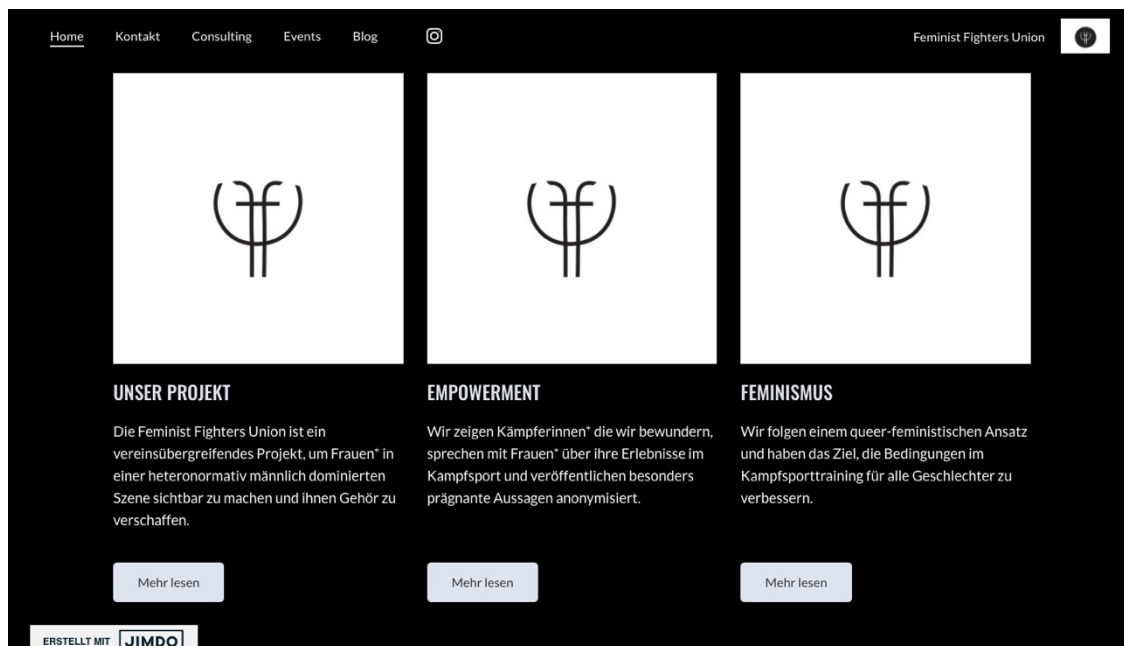 Home Kontakt Consulting Events Blog Feminist Fighters Union
UNSER PROJEKT
Die Feminist Fighters Union ist ein
vereinsübergreifendes Projekt, um Frauen* in
einer heteronormativ männlich dominierten
Szene sichtbar zu machen und ihnen Gehör zu
verschaffen.
Mehr lesen
EMPOWERMENT
Wir zeigen Kämpferinnen* die wir bewundern,
sprechen mit Frauen* über ihre Erlebnisse im
Kampfsport und veröffentlichen besonders
prägnante Aussagen anonymisiert.
Mehr lesen
FEMINISMUS
Wir folgen einem queer-feministischen Ansatz
und haben das Ziel, die Bedingungen im
Kampfsporttraining für alle Geschlechter zu
verbessern.
Mehr lesen
ERSTELLT MIT JIMDO